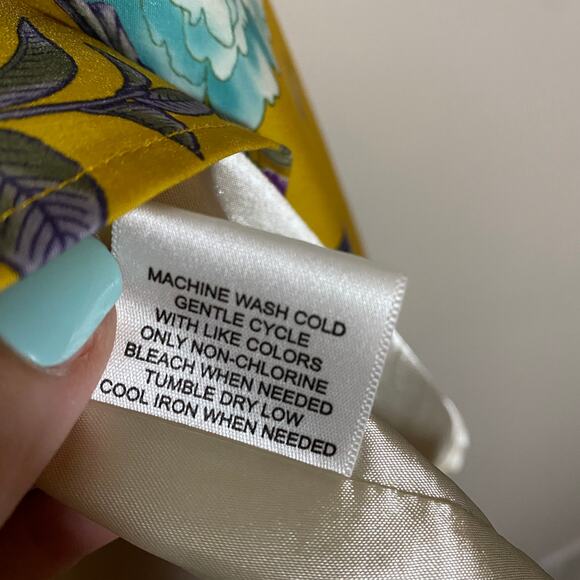 MACHINE WASH COLD
GENTLE CYCLE
WITH LIKE COLORS
ONLY NON-CHLORINE
BLEACH WHEN NEEDED
TUMBLE DRY LOW
COOL IRON WHEN NEEDED